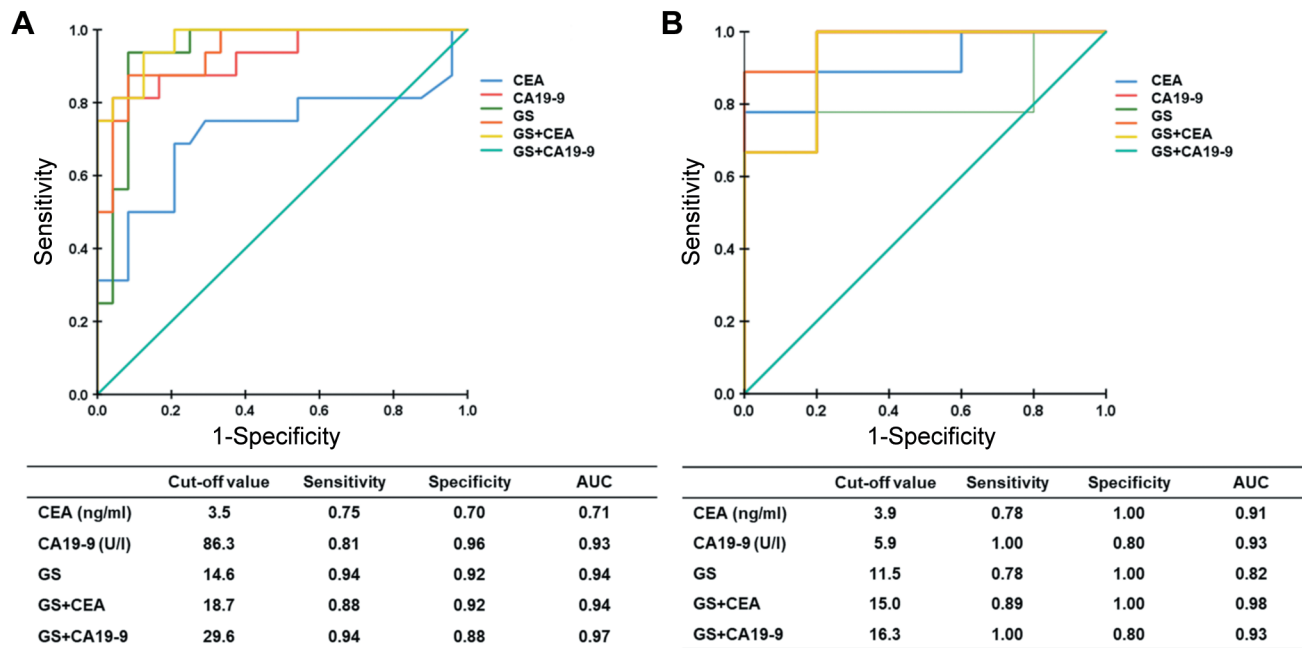 A
1.0
0.8
0.6
0.4
0.2
0.0
Sensitivity
0.0 0.2 0.4 0.6 0.8 1.0
1-Specificity
CEA
CA19-9
GS
GS+CEA
GS+CA19-9
Cut-off value Sensitivity Specificity AUC
CEA (ng/ml) 3.5 0.75 0.70 0.71
CA19-9 (U/l) 86.3 0.81 0.96 0.93
GS 14.6 0.94 0.92 0.94
GS+CEA 18.7 0.88 0.92 0.94
GS+CA19-9 29.6 0.94 0.88 0.97
B
1.0
0.8
0.6
0.4
0.2
0.0
Sensitivity
0.0 0.2 0.4 0.6 0.8 1.0
1-Specificity
CEA
CA19-9
GS
GS+CEA
GS+CA19-9
Cut-off value Sensitivity Specificity AUC
CEA (ng/ml) 3.9 0.78 1.00 0.91
CA19-9 (U/l) 5.9 1.00 0.80 0.93
GS 11.5 0.78 1.00 0.82
GS+CEA 15.0 0.89 1.00 0.98
GS+CA19-9 16.3 1.00 0.80 0.93